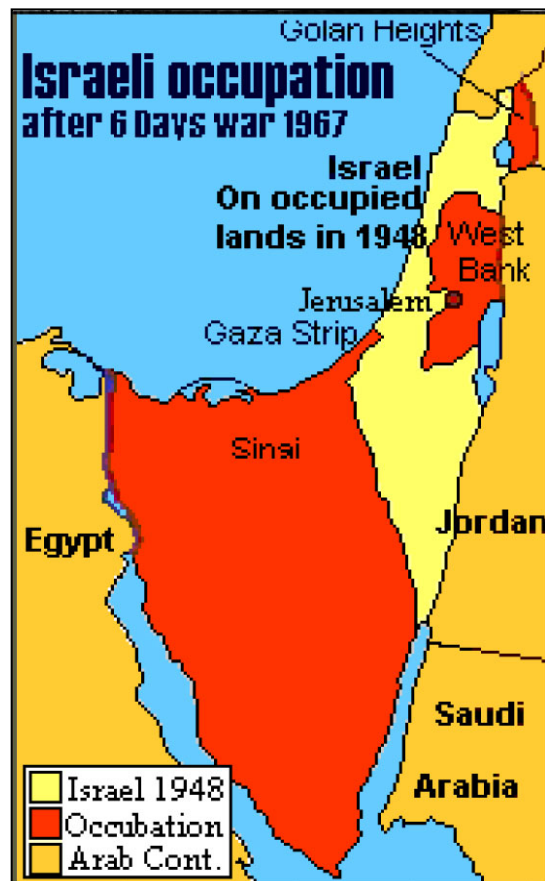 Golan Heights
Israeli occupation
after 6 Days war 1967
Israel
On occupied
lands in 1948
West
Bank
Jerusalem
Gaza Strip
Sinai
Egypt
Jordan
Saudi
Arabia
Israel 1948
Occubation
Arab Cont.